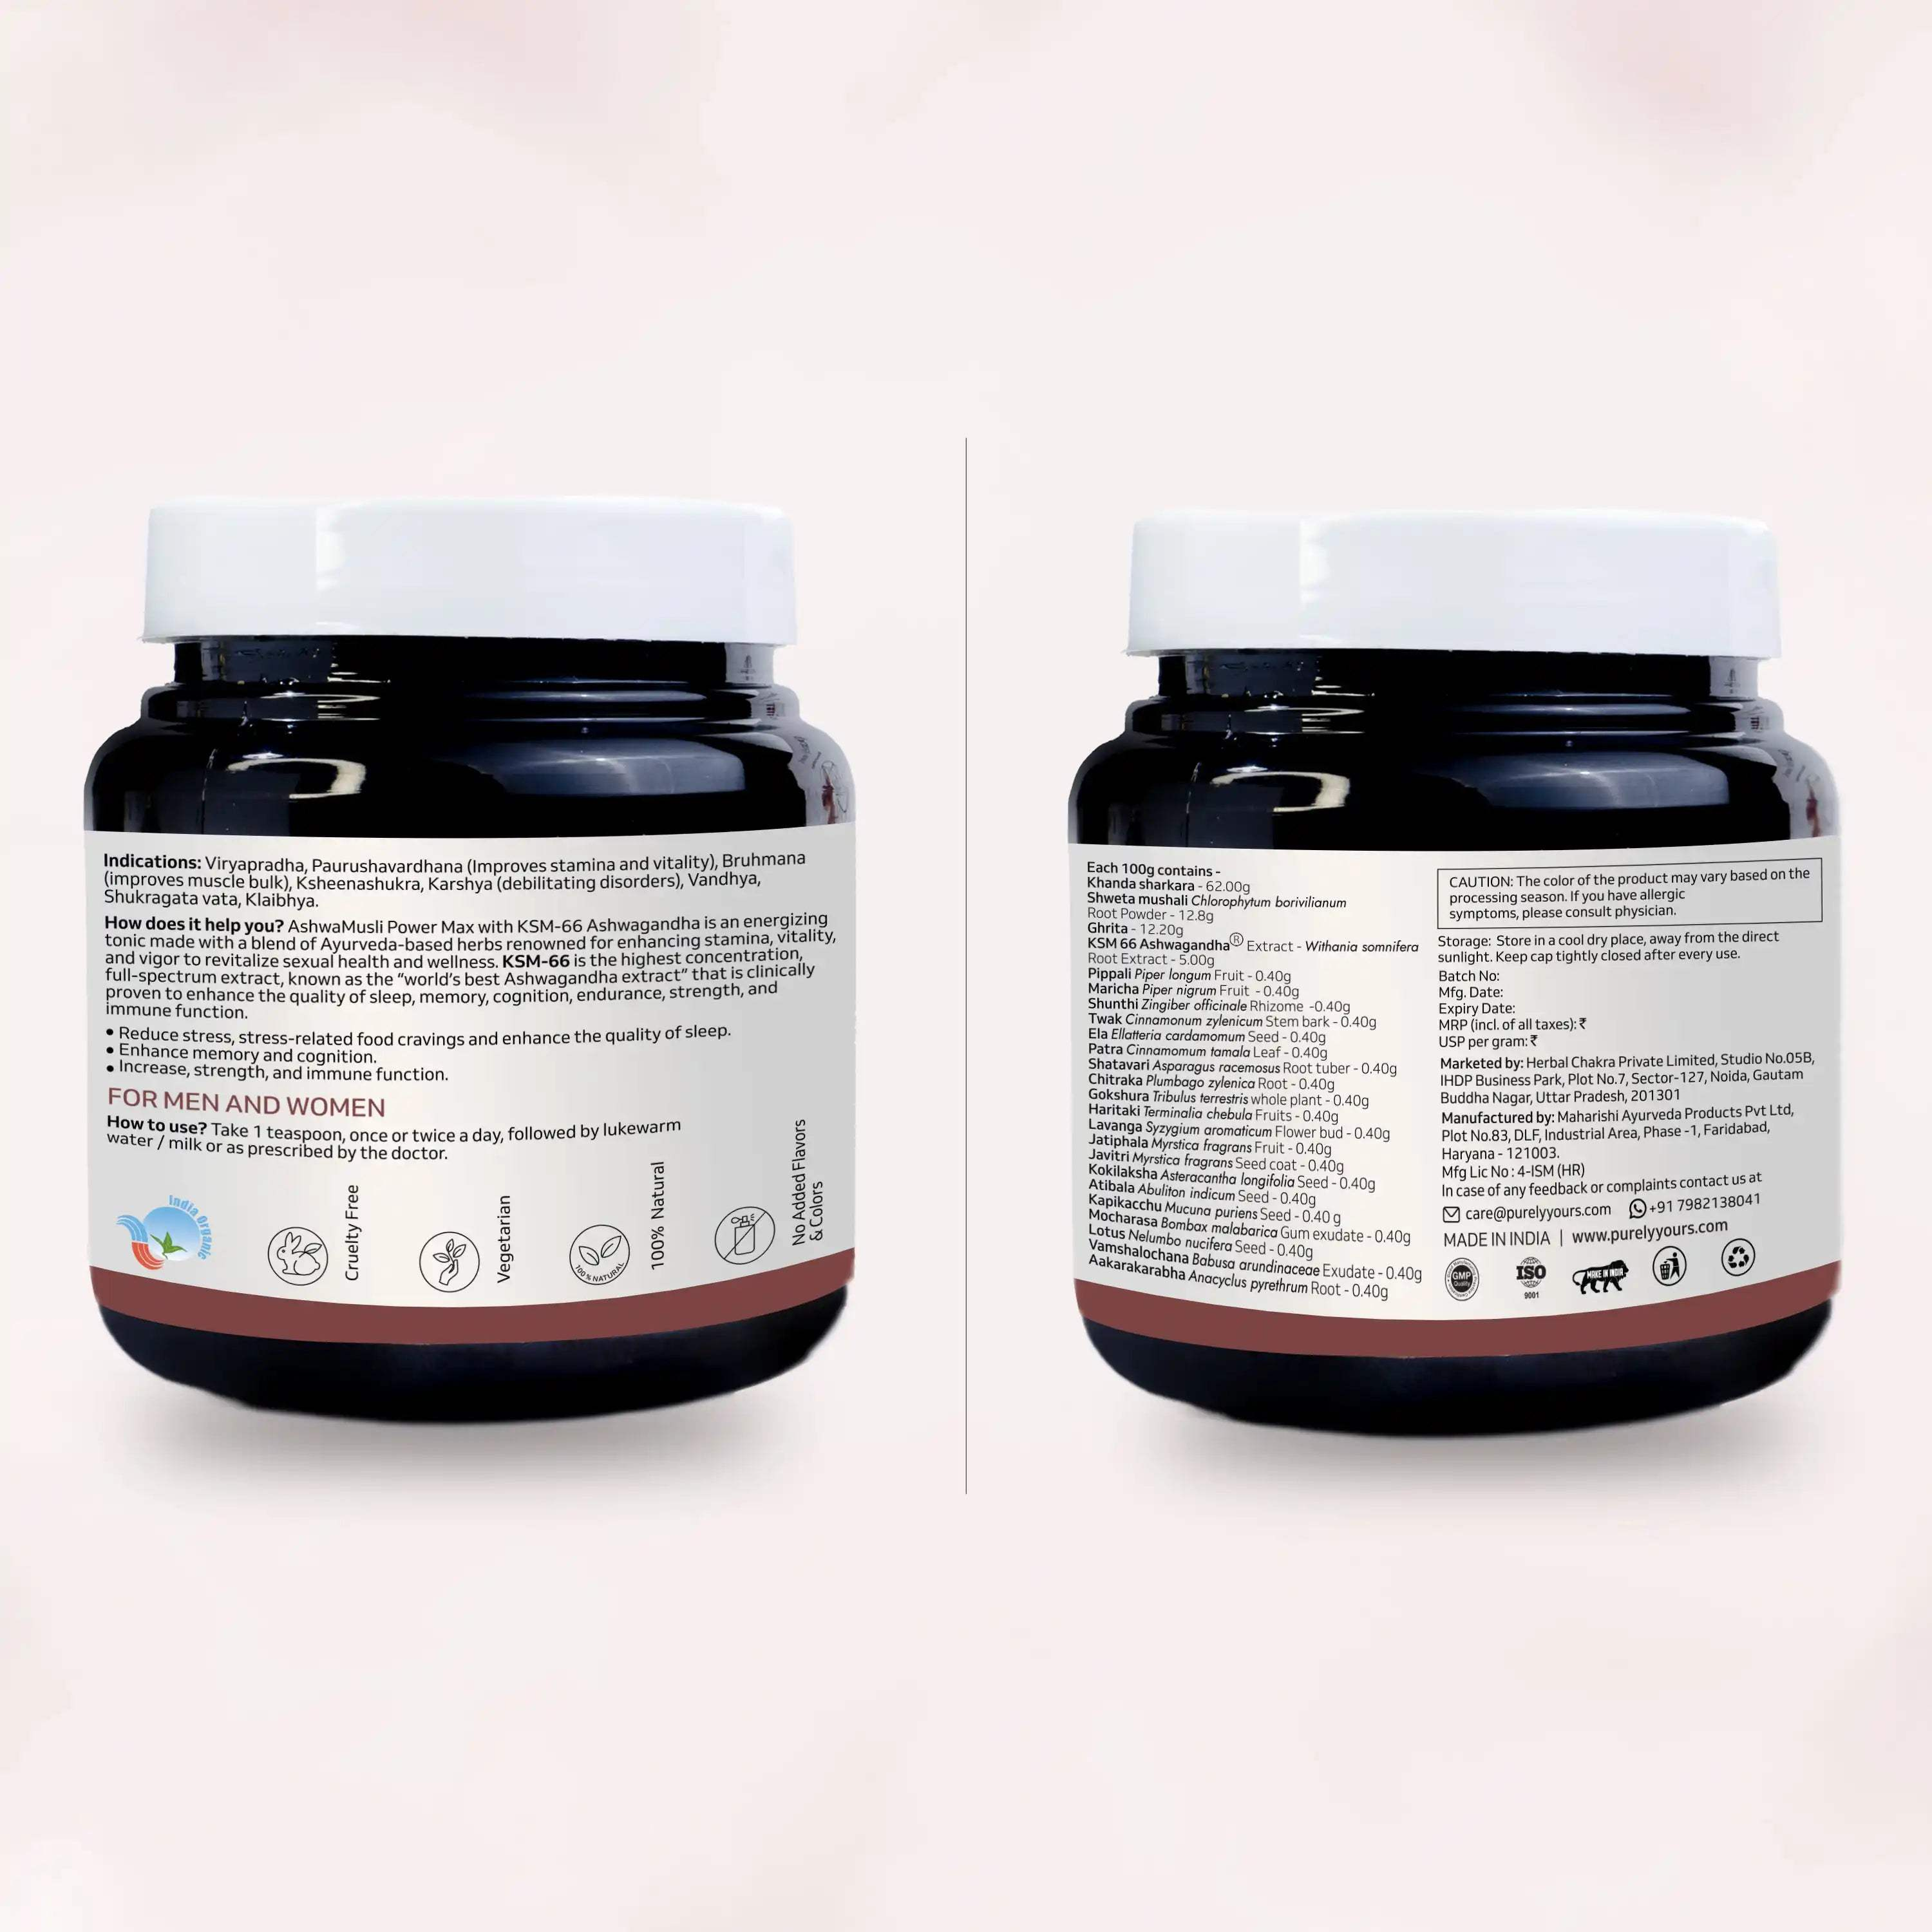 Indications: Viryapradha, Paurushavardhana (Improves stamina and vitality), Bruhmana
(improves muscle bulk), Ksheenashukra, Karshya (debilitating disorders), Vandhya,
Shukragata vata, Klaibhya.
How does it help you? AshwaMusli Power Max with KSM-66 Ashwagandha is an energizing
tonic made with a blend of Ayurveda-based herbs renowned for enhancing stamina, vitality,
and vigor to revitalize sexual health and wellness. KSM-66 is the highest concentration,
full-spectrum extract, known as the “world's best Ashwagandha extract” that is clinically
proven to enhance the quality of sleep, memory, cognition, endurance, strength, and
immune function.
• Reduce stress, stress-related food cravings and enhance the quality of sleep.
• Enhance memory and cognition.
• Increase, strength, and immune function.
FOR MEN AND WOMEN
How to use? Take 1 teaspoon, once or twice a day, followed by lukewarm
water / milk or as prescribed by the doctor.
India Organic
Cruelty Free
Vegetarian
100% NATURAL
100% Natural
No Added Flavors
& Colors
Each 100g contains -
Khanda sharkara - 62.00g
Shweta mushali Chlorophytum borivilianum
Root Powder - 12.8g
Ghrita - 12.20g
KSM 66 Ashwagandha® Extract - Withania somnifera
Root Extract - 5.00g
Pippali Piper longum Fruit - 0.40g
Maricha Piper nigrum Fruit - 0.40g
Shunthi Zingiber officinale Rhizome -0.40g
Twak Cinnamonum zylenicum Stem bark - 0.40g
Ela Ellatteria cardamomum Seed - 0.40g
Patra Cinnamomum tamala Leaf - 0.40g
Shatavari Asparagus racemosus Root tuber - 0.40g
Chitraka Plumbago zylenica Root - 0.40g
Gokshura Tribulus terrestris whole plant - 0.40g
Haritaki Terminalia chebula Fruits - 0.40g
Lavanga Syzygium aromaticum Flower bud - 0.40g
Jatiphala Myrstica fragrans Fruit - 0.40g
Javitri Myrstica fragrans Seed coat - 0.40g
Kokilaksha Asteracantha longifolia Seed - 0.40g
Atibala Abuliton indicum Seed - 0.40g
Kapikacchu Mucuna puriens Seed - 0.40 g
Mocharasa Bombax malabarica Gum exudate - 0.40g
Lotus Nelumbo nucifera Seed - 0.40g
Vamshalochana Babusa arundinaceae Exudate - 0.40g
Aakarakarabha Anacyclus pyrethrum Root - 0.40g
CAUTION: The color of the product may vary based on the
processing season. If you have allergic
symptoms, please consult physician.
Storage: Store in a cool dry place, away from the direct
sunlight. Keep cap tightly closed after every use.
Batch No:
Mfg. Date:
Expiry Date:
MRP (incl. of all taxes): ₹
USP per gram: ₹
Marketed by: Herbal Chakra Private Limited, Studio No.05B,
IHDP Business Park, Plot No.7, Sector-127, Noida, Gautam
Buddha Nagar, Uttar Pradesh, 201301
Manufactured by: Maharishi Ayurveda Products Pvt Ltd,
Plot No.83, DLF, Industrial Area, Phase -1, Faridabad,
Haryana - 121003.
Mfg Lic No : 4-ISM (HR)
In case of any feedback or complaints contact us at
care@purelyyours.com +91 7982138041
MADE IN INDIA | www.purelyyours.com
GMP
Quality
ISO
9001
MAKE IN INDIA